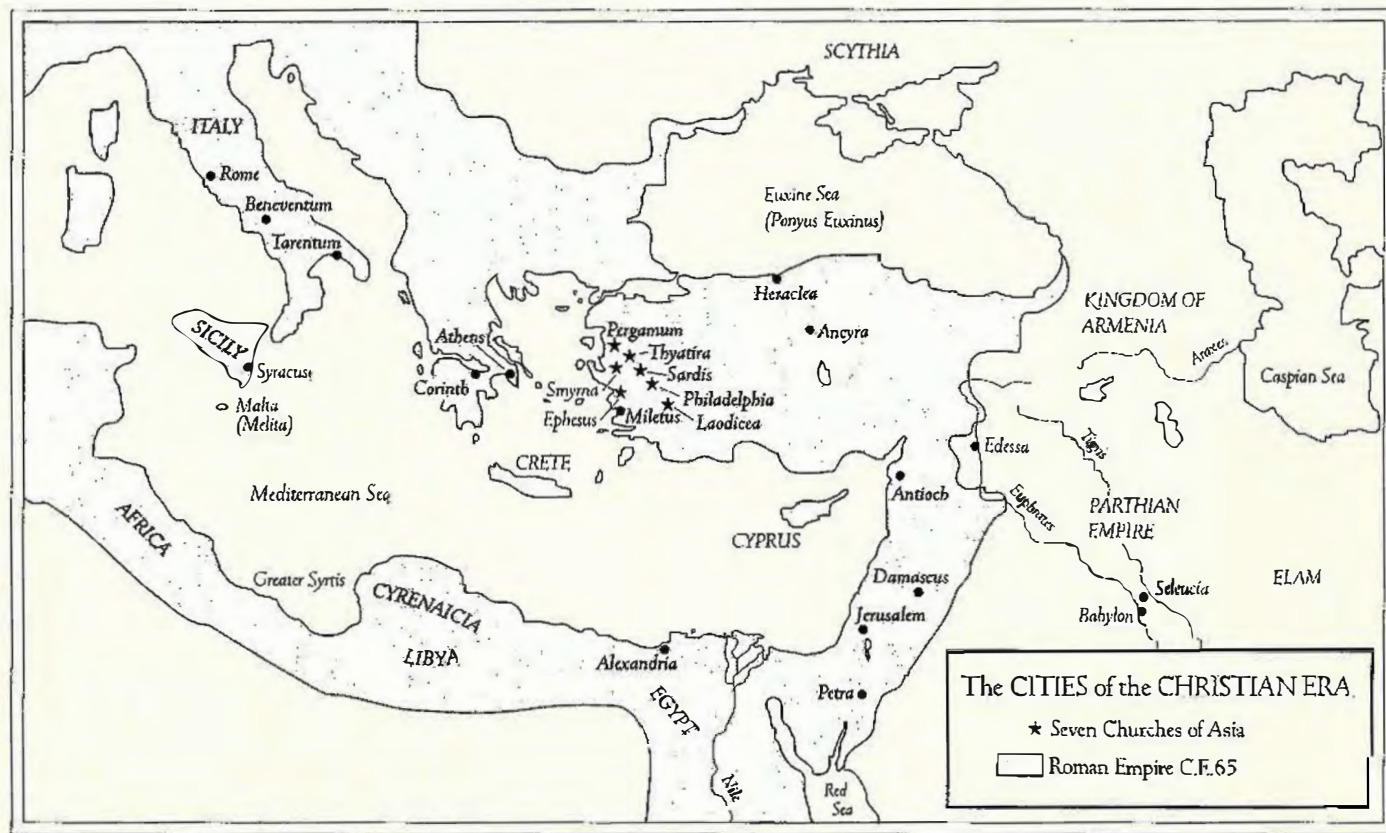 SCYTHIA
ITALY
Rome
Beneventum
Tarentum
Euxine Sea
(Ponyus Euxinus)
Heraclea
Ancyra
KINGDOM OF
ARMENIA
Araxes
Caspian Sea
SICILY
Syracuse
Malta
(Melita)
Athens
Corinth
Pergamum
Thyatira
Sardis
Smyrna
Philadelphia
Ephesus
Miletus
Laodicea
Edessa
Tigris
CRETE
Mediterranean Sea
Antioch
Euphrates
PARTHIAN
EMPIRE
CYPRUS
AFRICA
Greater Syrtis
CYRENAICIA
LIBYA
Damascus
Jerusalem
Seleucia
Babylon
ELAM
Alexandria
EGYPT
Petra
Nile
Red
Sea
The CITIES of the CHRISTIAN ERA
Seven Churches of Asia
Roman Empire C.E.65